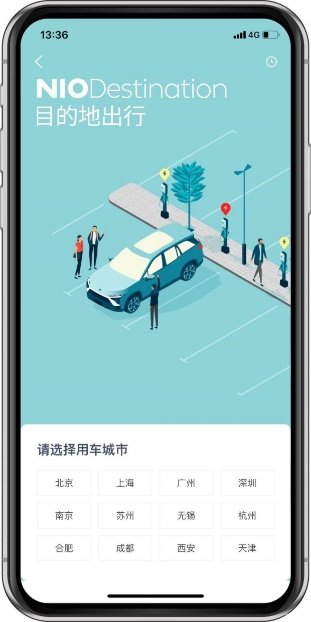 13:36
4G
NIO Destination
目的地出行
请选择用车城市
北京 上海 广州 深圳
南京 苏州 无锡 杭州
合肥 成都 西安 天津